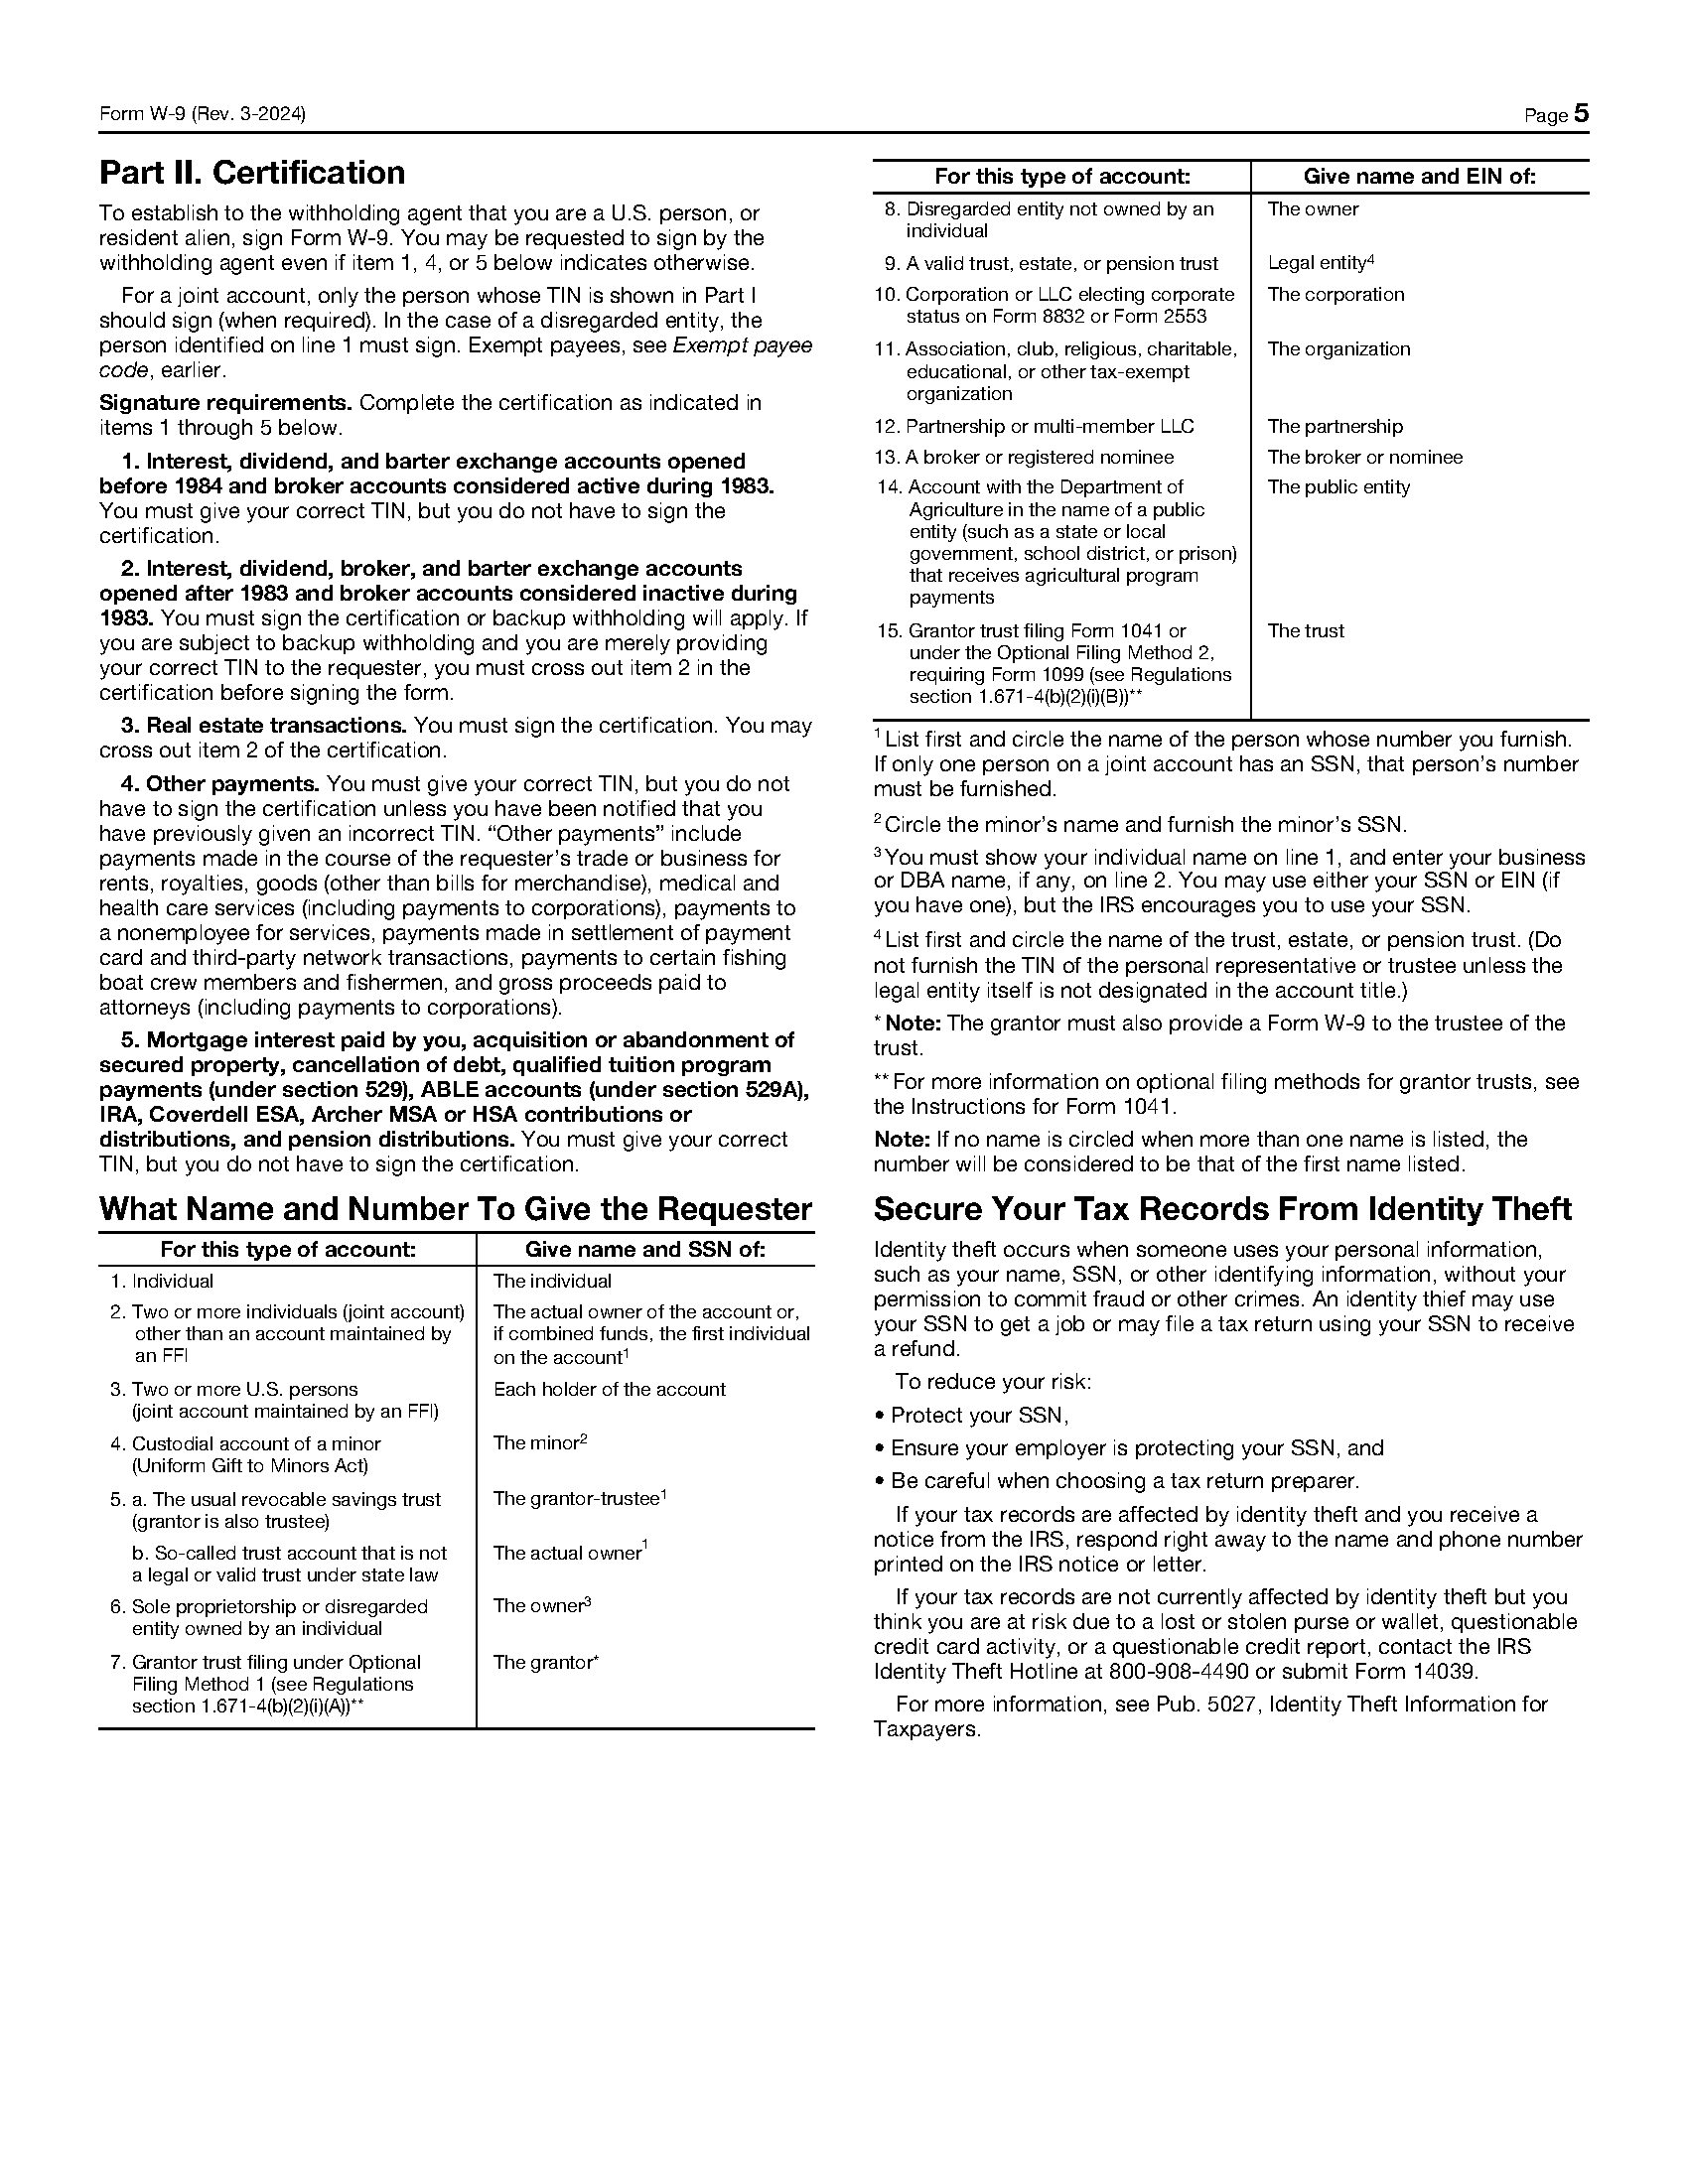 Form W-9 (Rev. 3-2024)
Page 5
Part II. Certification
To establish to the withholding agent that you are a U.S. person, or
resident alien, sign Form W-9. You may be requested to sign by the
withholding agent even if item 1, 4, or 5 below indicates otherwise.
For a joint account, only the person whose TIN is shown in Part I
should sign (when required). In the case of a disregarded entity, the
person identified on line 1 must sign. Exempt payees, see Exempt payee
code, earlier.
Signature requirements. Complete the certification as indicated in
items 1 through 5 below.
1. Interest, dividend, and barter exchange accounts opened
before 1984 and broker accounts considered active during 1983.
You must give your correct TIN, but you do not have to sign the
certification.
2. Interest, dividend, broker, and barter exchange accounts
opened after 1983 and broker accounts considered inactive during
1983. You must sign the certification or backup withholding will apply. If
you are subject to backup withholding and you are merely providing
your correct TIN to the requester, you must cross out item 2 in the
certification before signing the form.
3. Real estate transactions. You must sign the certification. You may
cross out item 2 of the certification.
4. Other payments. You must give your correct TIN, but you do not
have to sign the certification unless you have been notified that you
have previously given an incorrect TIN. “Other payments” include
payments made in the course of the requester’s trade or business for
rents, royalties, goods (other than bills for merchandise), medical and
health care services (including payments to corporations), payments to
a nonemployee for services, payments made in settlement of payment
card and third-party network transactions, payments to certain fishing
boat crew members and fishermen, and gross proceeds paid to
attorneys (including payments to corporations).
5. Mortgage interest paid by you, acquisition or abandonment of
secured property, cancellation of debt, qualified tuition program
payments (under section 529), ABLE accounts (under section 529A),
IRA, Coverdell ESA, Archer MSA or HSA contributions or
distributions, and pension distributions. You must give your correct
TIN, but you do not have to sign the certification.
What Name and Number To Give the Requester
For this type of account: Give name and SSN of:
1. Individual The individual
2. Two or more individuals (joint account) The actual owner of the account or,
other than an account maintained by if combined funds, the first individual
an FFI on the account¹
3. Two or more U.S. persons Each holder of the account
(joint account maintained by an FFI)
4. Custodial account of a minor The minor²
(Uniform Gift to Minors Act)
5. a. The usual revocable savings trust The grantor-trustee¹
(grantor is also trustee)
b. So-called trust account that is not The actual owner¹
a legal or valid trust under state law
6. Sole proprietorship or disregarded The owner³
entity owned by an individual
7. Grantor trust filing under Optional The grantor*
Filing Method 1 (see Regulations
section 1.671-4(b)(2)(i)(A))**
For this type of account: Give name and EIN of:
8. Disregarded entity not owned by an The owner
individual
9. A valid trust, estate, or pension trust Legal entity⁴
10. Corporation or LLC electing corporate The corporation
status on Form 8832 or Form 2553
11. Association, club, religious, charitable, The organization
educational, or other tax-exempt
organization
12. Partnership or multi-member LLC The partnership
13. A broker or registered nominee The broker or nominee
14. Account with the Department of The public entity
Agriculture in the name of a public
entity (such as a state or local
government, school district, or prison)
that receives agricultural program
payments
15. Grantor trust filing Form 1041 or The trust
under the Optional Filing Method 2,
requiring Form 1099 (see Regulations
section 1.671-4(b)(2)(i)(B))**
¹ List first and circle the name of the person whose number you furnish.
If only one person on a joint account has an SSN, that person’s number
must be furnished.
² Circle the minor’s name and furnish the minor’s SSN.
³ You must show your individual name on line 1, and enter your business
or DBA name, if any, on line 2. You may use either your SSN or EIN (if
you have one), but the IRS encourages you to use your SSN.
⁴ List first and circle the name of the trust, estate, or pension trust. (Do
not furnish the TIN of the personal representative or trustee unless the
legal entity itself is not designated in the account title.)
* Note: The grantor must also provide a Form W-9 to the trustee of the
trust.
** For more information on optional filing methods for grantor trusts, see
the Instructions for Form 1041.
Note: If no name is circled when more than one name is listed, the
number will be considered to be that of the first name listed.
Secure Your Tax Records From Identity Theft
Identity theft occurs when someone uses your personal information,
such as your name, SSN, or other identifying information, without your
permission to commit fraud or other crimes. An identity thief may use
your SSN to get a job or may file a tax return using your SSN to receive
a refund.
To reduce your risk:
• Protect your SSN,
• Ensure your employer is protecting your SSN, and
• Be careful when choosing a tax return preparer.
If your tax records are affected by identity theft and you receive a
notice from the IRS, respond right away to the name and phone number
printed on the IRS notice or letter.
If your tax records are not currently affected by identity theft but you
think you are at risk due to a lost or stolen purse or wallet, questionable
credit card activity, or a questionable credit report, contact the IRS
Identity Theft Hotline at 800-908-4490 or submit Form 14039.
For more information, see Pub. 5027, Identity Theft Information for
Taxpayers.